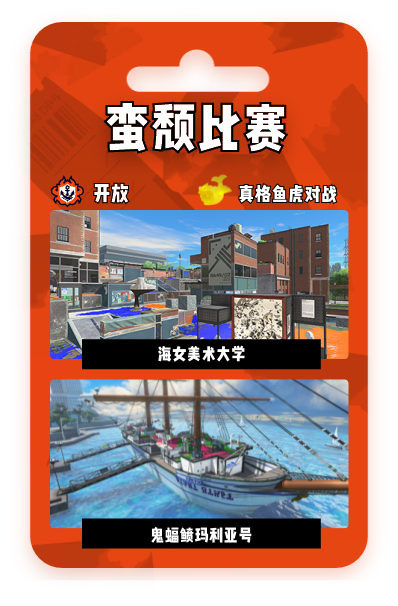 蛮颓比赛
开放
真格鱼虎对战
海女美术大学
鬼蝠鲼玛利亚号